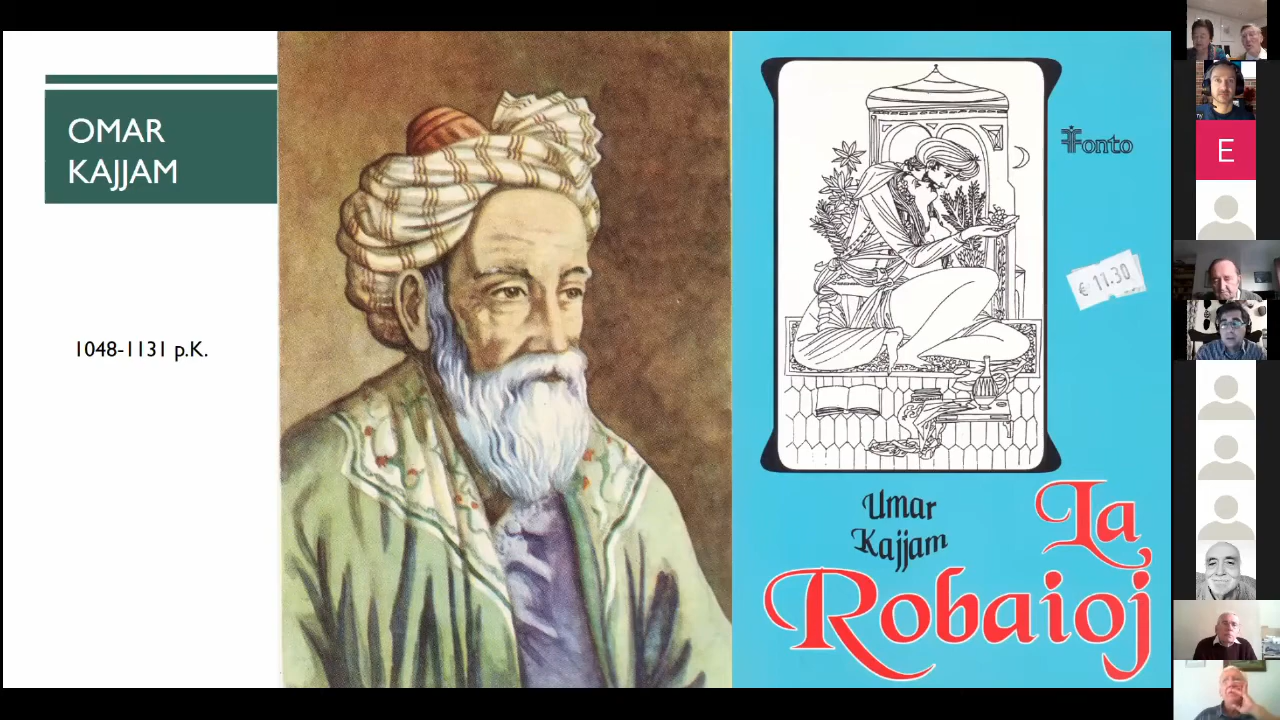 OMAR
KAJJAM
1048-1131 p.K.
Fonto
€ 11.30
Umar
Kajjam
La
Robaioj
E